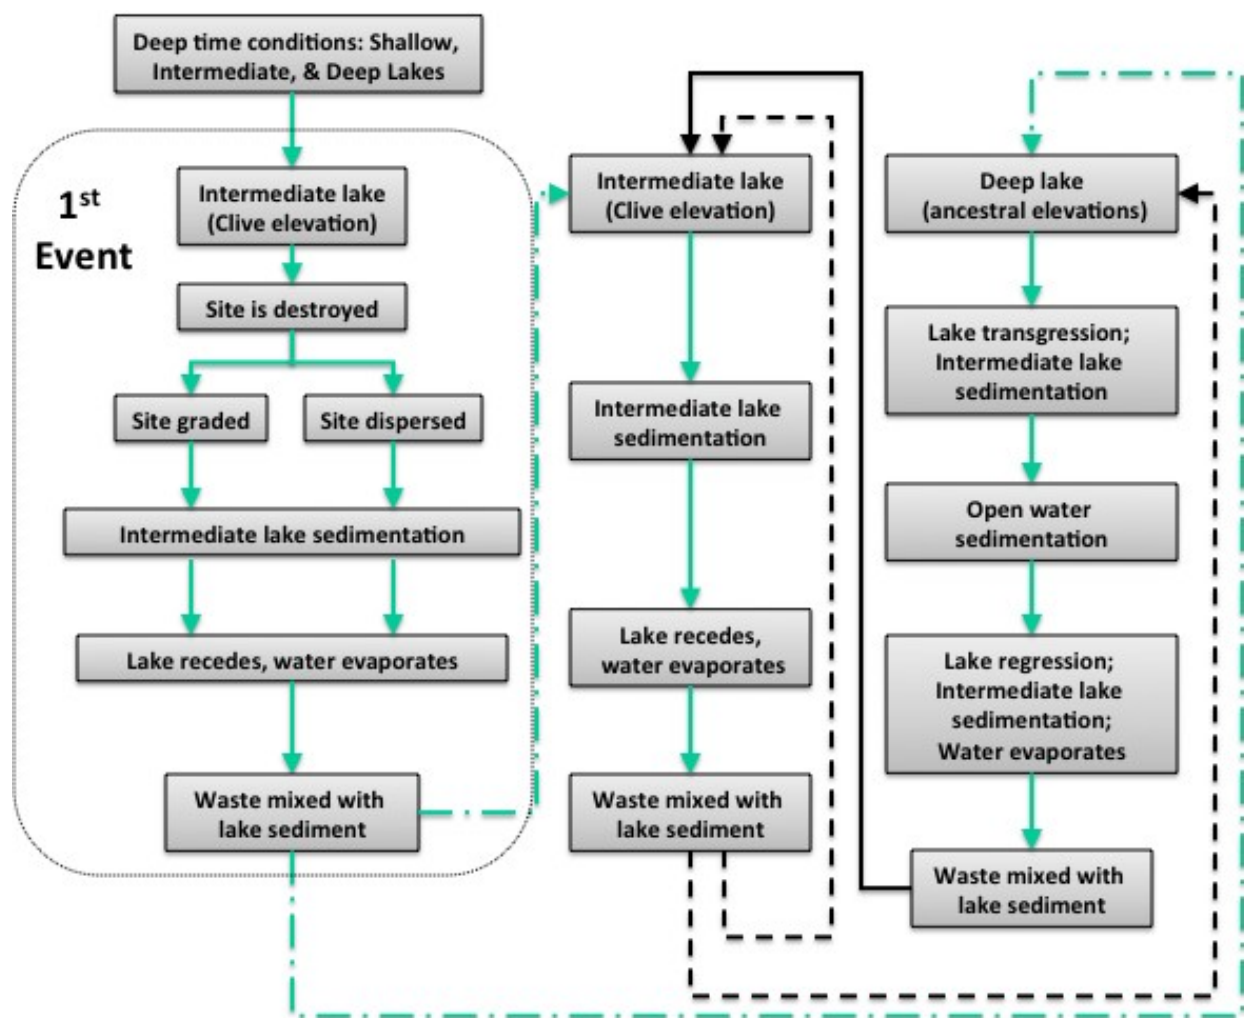 Deep time conditions: Shallow,
Intermediate, & Deep Lakes
1st
Event
Intermediate lake
(Clive elevation)
Site is destroyed
Site graded
Site dispersed
Intermediate lake sedimentation
Lake recedes, water evaporates
Waste mixed with
lake sediment
Intermediate lake
(Clive elevation)
Intermediate lake
sedimentation
Lake recedes,
water evaporates
Waste mixed with
lake sediment
Deep lake
(ancestral elevations)
Lake transgression;
Intermediate lake
sedimentation
Open water
sedimentation
Lake regression;
Intermediate lake
sedimentation;
Water evaporates
Waste mixed with
lake sediment